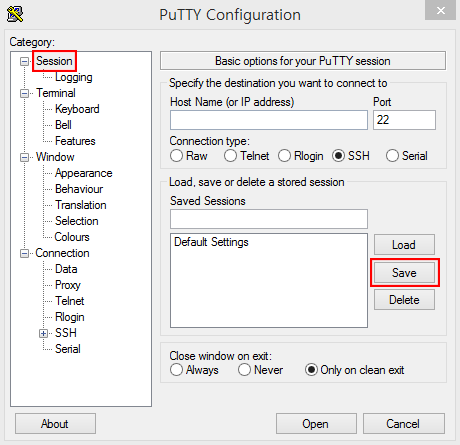 PuTTY Configuration
Category:
Session
Logging
Terminal
Keyboard
Bell
Features
Window
Appearance
Behaviour
Translation
Selection
Colours
Connection
Data
Proxy
Telnet
Rlogin
SSH
Serial
Basic options for your PuTTY session
Specify the destination you want to connect to
Host Name (or IP address) Port
22
Connection type:
Raw Telnet Rlogin SSH Serial
Load, save or delete a stored session
Saved Sessions
Default Settings
Load
Save
Delete
Close window on exit:
Always Never Only on clean exit
About Open Cancel